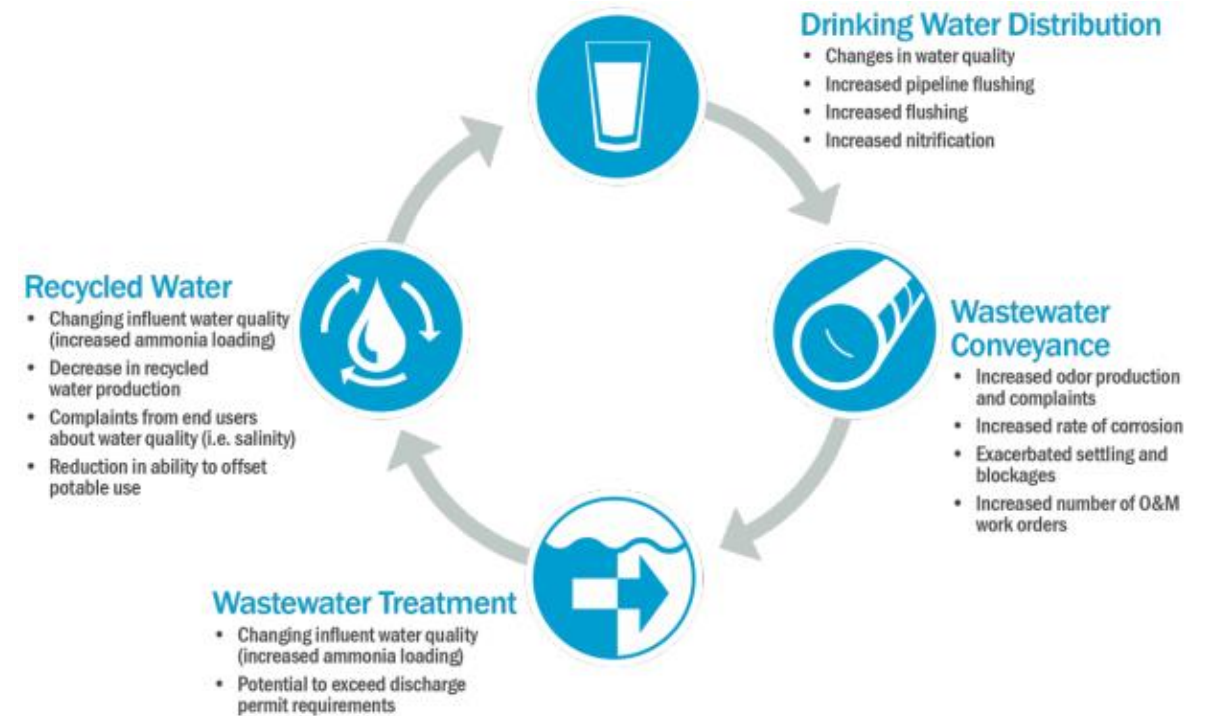 Drinking Water Distribution
• Changes in water quality
• Increased pipeline flushing
• Increased flushing
• Increased nitrification
Wastewater
Conveyance
• Increased odor production
and complaints
• Increased rate of corrosion
• Exacerbated settling and
blockages
• Increased number of O&M
work orders
Wastewater Treatment
• Changing influent water quality
(increased ammonia loading)
• Potential to exceed discharge
permit requirements
Recycled Water
• Changing influent water quality
(increased ammonia loading)
• Decrease in recycled
water production
• Complaints from end users
about water quality (i.e. salinity)
• Reduction in ability to offset
potable use